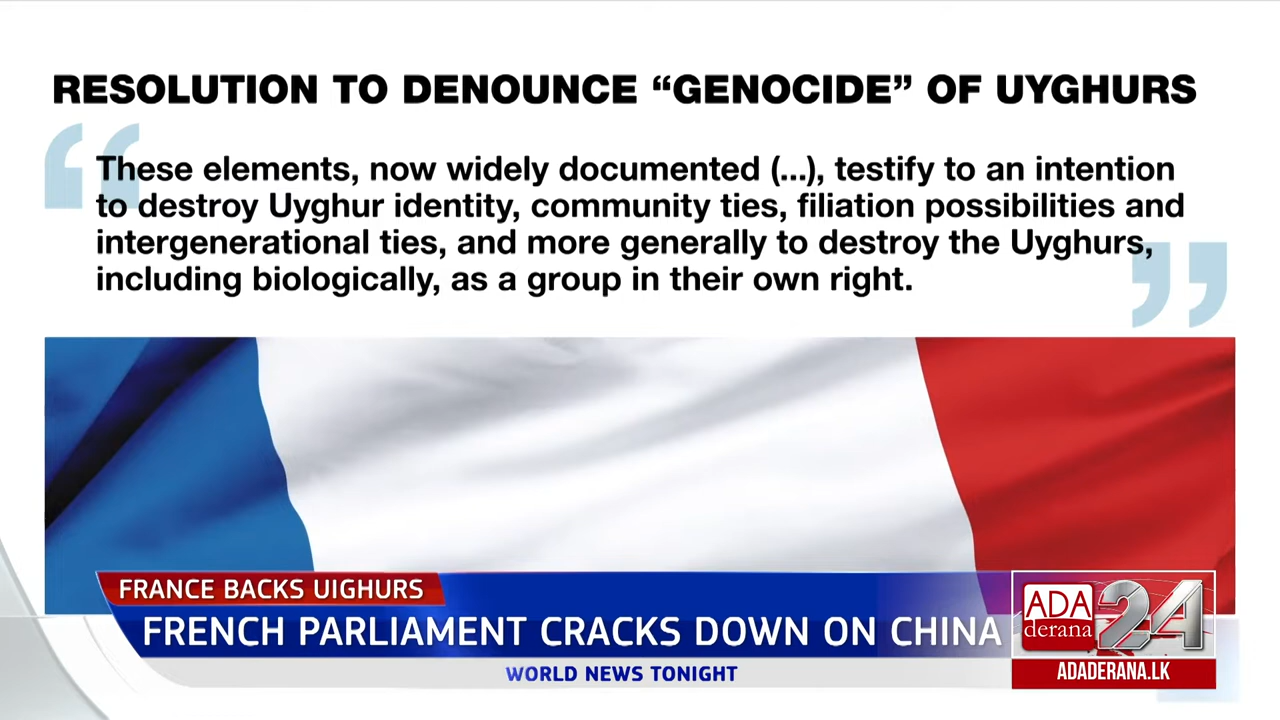 RESOLUTION TO DENOUNCE “GENOCIDE” OF UYGHURS
These elements, now widely documented (...), testify to an intention
to destroy Uyghur identity, community ties, filiation possibilities and
intergenerational ties, and more generally to destroy the Uyghurs,
including biologically, as a group in their own right.
FRANCE BACKS UIGHURS
FRENCH PARLIAMENT CRACKS DOWN ON CHINA
WORLD NEWS TONIGHT
ADA
derana
24
ADADERANA.LK